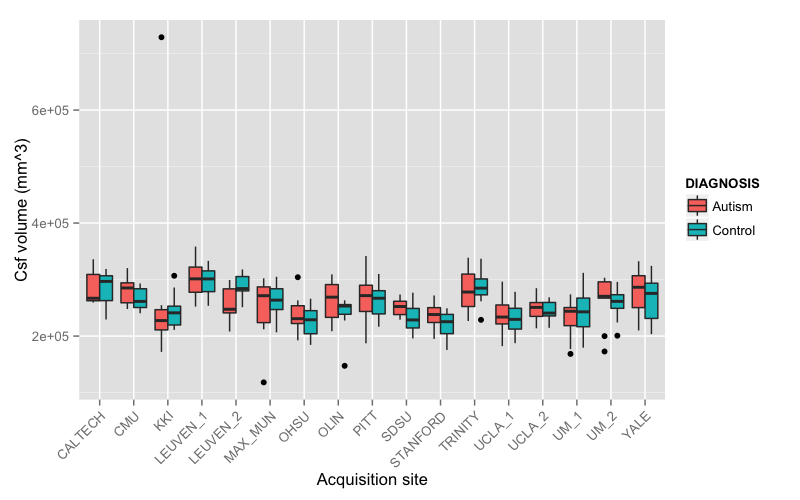 Csf volume (mm^3)
6e+05
4e+05
2e+05
CALTECH
CMU
KKI
LEUVEN_1
LEUVEN_2
MAX_MUN
OHSU
OLIN
PITT
SDSU
STANFORD
TRINITY
UCLA_1
UCLA_2
UM_1
UM_2
YALE
Acquisition site
DIAGNOSIS
Autism
Control